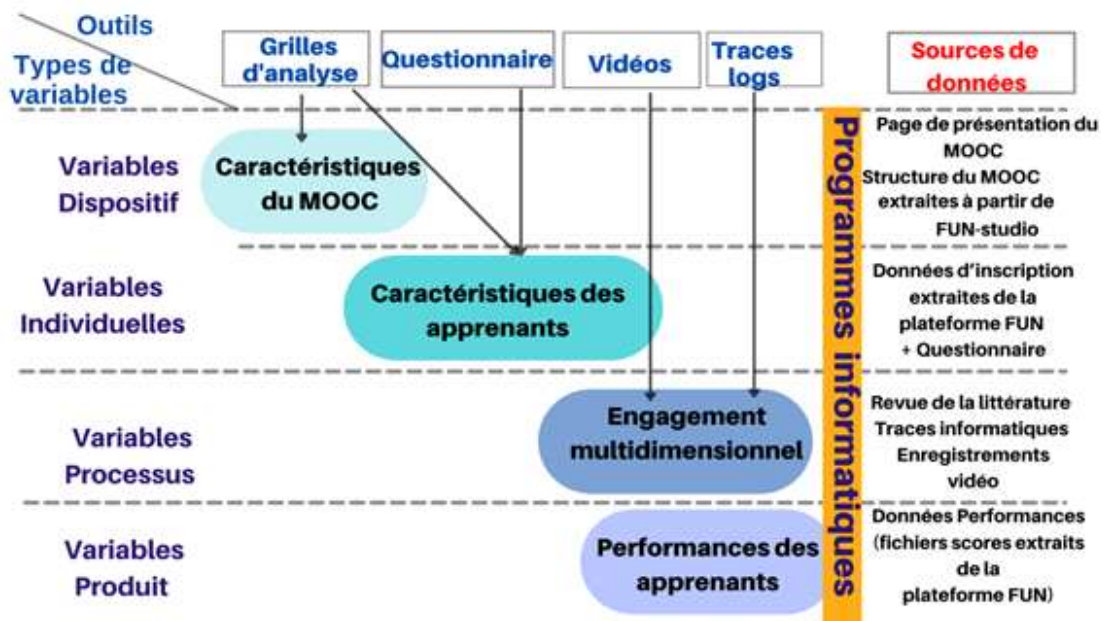 Outils
Types de
variables
Grilles
d'analyse
Questionnaire
Vidéos
Traces
logs
Sources de
données
Variables
Dispositif
Caractéristiques
du MOOC
Page de présentation du
MOOC
Structure du MOOC
extraites à partir de
FUN-studio
Variables
Individuelles
Caractéristiques des
apprenants
Données d'inscription
extraites de la
plateforme FUN
+ Questionnaire
Variables
Processus
Engagement
multidimensionnel
Revue de la littérature
Traces informatiques
Enregistrements
vidéo
Variables
Produit
Performances des
apprenants
Données Performances
(fichiers scores extraits
de la
plateforme FUN)
Programmes informatiques